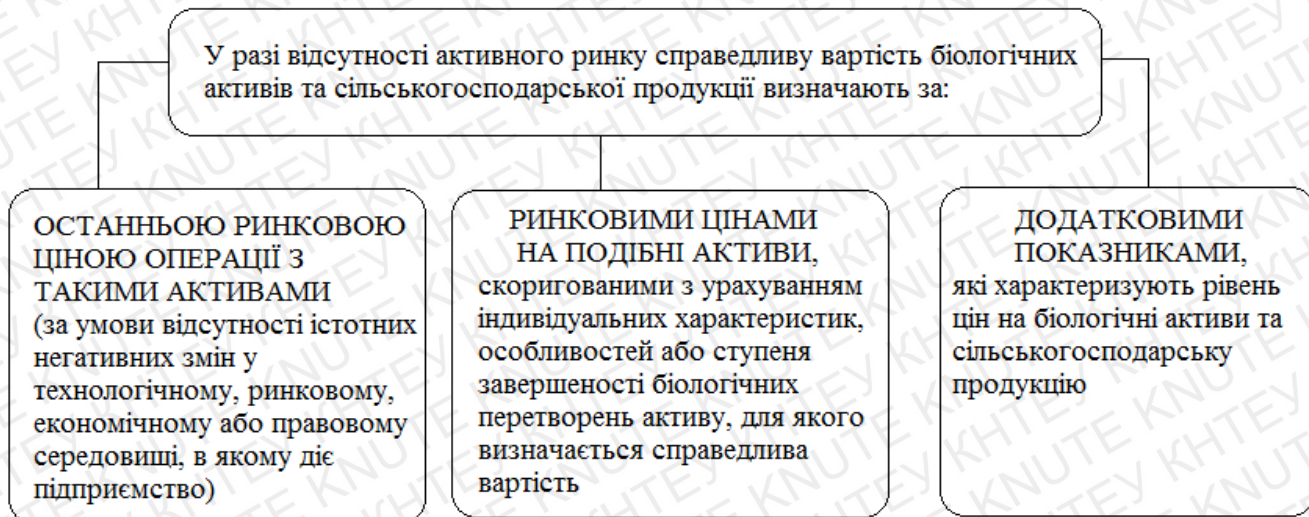 У разі відсутності активного ринку справедливу вартість біологічних
активів та сільськогосподарської продукції визначають за:
ОСТАННЬОЮ РИНКОВОЮ
ЦІНОЮ ОПЕРАЦІЇ З
ТАКИМИ АКТИВАМИ
(за умови відсутності істотних
негативних змін у
технологічному, ринковому,
економічному або правовому
середовищі, в якому діє
підприємство)
РИНКОВИМИ ЦІНАМИ
НА ПОДІБНІ АКТИВИ,
скоригованими з урахуванням
індивідуальних характеристик,
особливостей або ступеня
завершеності біологічних
перетворень активу, для якого
визначається справедлива
вартість
ДОДАТКОВИМИ
ПОКАЗНИКАМИ,
які характеризують рівень
цін на біологічні активи та
сільськогосподарську
продукцію